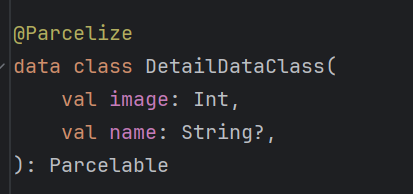 @Parcelize
data class DetailDataClass(
    val image: Int,
    val name: String?,
): Parcelable